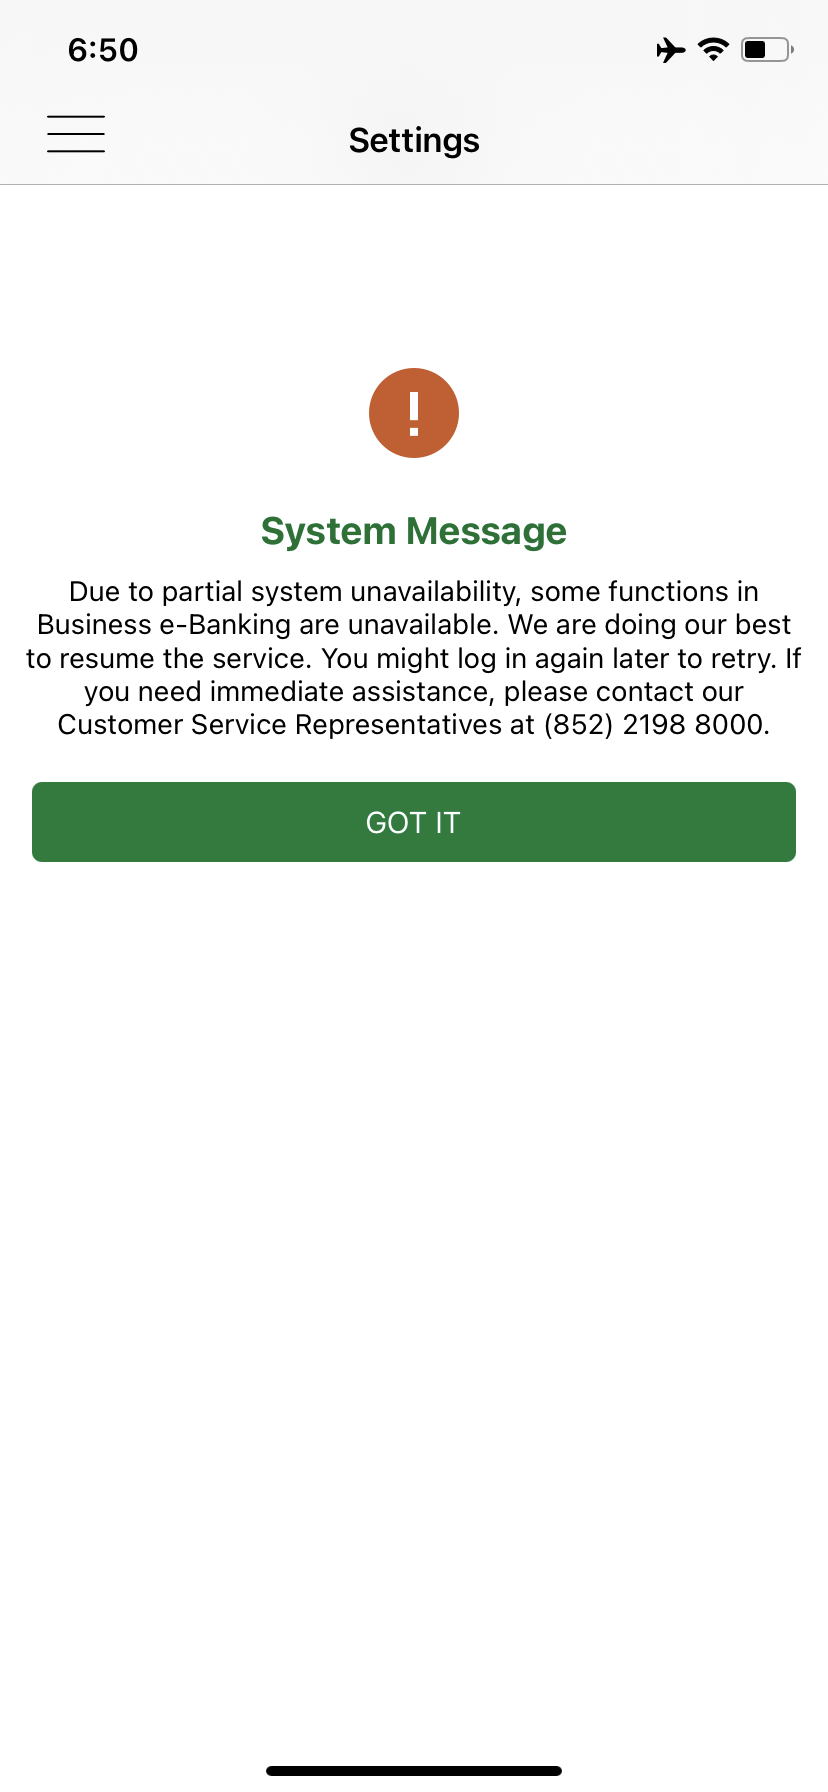 6:50
Settings
System Message
Due to partial system unavailability, some functions in
Business e-Banking are unavailable. We are doing our best
to resume the service. You might log in again later to retry. If
you need immediate assistance, please contact our
Customer Service Representatives at (852) 2198 8000.
GOT IT